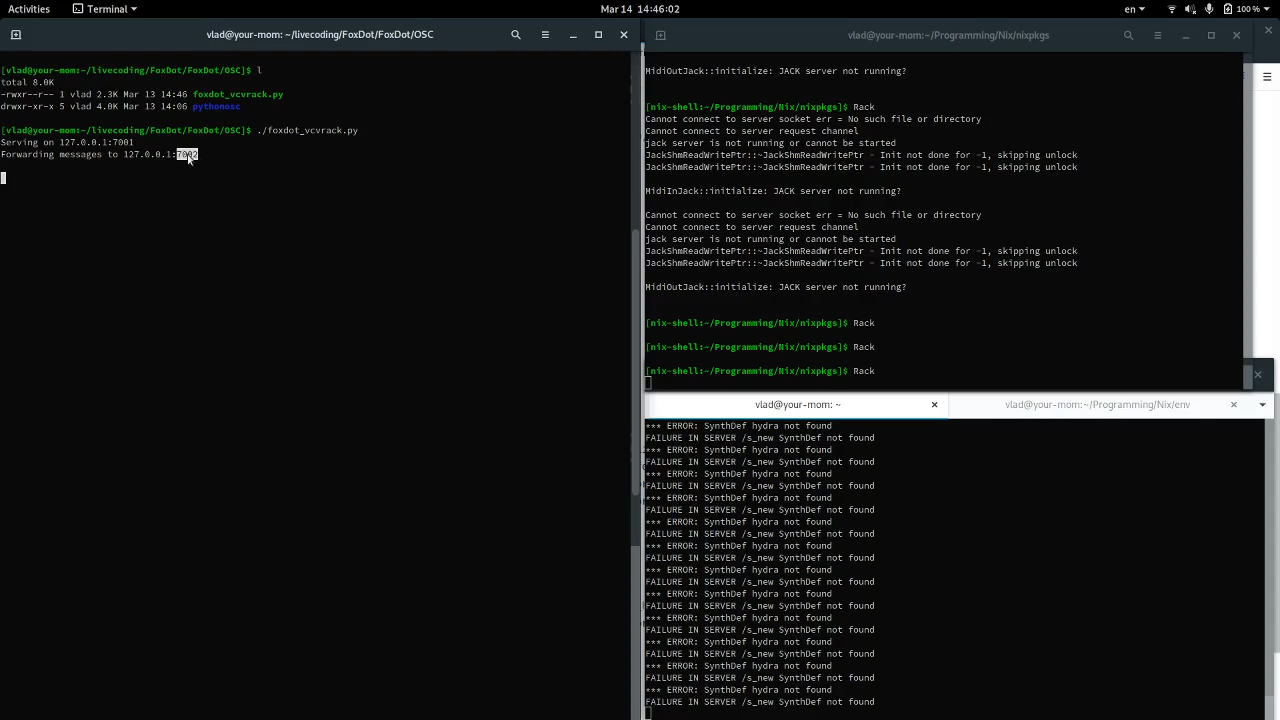 Activities Terminal Mar 14 14:46:02 en 100 %
vlad@your-mom: ~/livecoding/FoxDot/FoxDot/OSC
[vlad@your-mom:~/livecoding/FoxDot/FoxDot/OSC]$ l
total 8.0K
-rwxr--r-- 1 vlad 2.3K Mar 13 14:46 foxdot_vcvrack.py
drwxr-xr-x 5 vlad 4.0K Mar 13 14:06 pythonosc
[vlad@your-mom:~/livecoding/FoxDot/FoxDot/OSC]$ ./foxdot_vcvrack.py
Serving on 127.0.0.1:7001
Forwarding messages to 127.0.0.1:7002
vlad@your-mom:~/Programming/Nix/nixpkgs
MidiOutJack::initialize: JACK server not running?
[nix-shell:~/Programming/Nix/nixpkgs]$ Rack
Cannot connect to server socket err = No such file or directory
Cannot connect to server request channel
jack server is not running or cannot be started
JackShmReadWritePtr::~JackShmReadWritePtr - Init not done for -1, skipping unlock
JackShmReadWritePtr::~JackShmReadWritePtr - Init not done for -1, skipping unlock
MidiInJack::initialize: JACK server not running?
Cannot connect to server socket err = No such file or directory
Cannot connect to server request channel
jack server is not running or cannot be started
JackShmReadWritePtr::~JackShmReadWritePtr - Init not done for -1, skipping unlock
JackShmReadWritePtr::~JackShmReadWritePtr - Init not done for -1, skipping unlock
MidiOutJack::initialize: JACK server not running?
[nix-shell:~/Programming/Nix/nixpkgs]$ Rack
[nix-shell:~/Programming/Nix/nixpkgs]$ Rack
[nix-shell:~/Programming/Nix/nixpkgs]$ Rack
vlad@your-mom: ~ vlad@your-mom:~/Programming/Nix/env
*** ERROR: SynthDef hydra not found
FAILURE IN SERVER /s_new SynthDef not found
*** ERROR: SynthDef hydra not found
FAILURE IN SERVER /s_new SynthDef not found
*** ERROR: SynthDef hydra not found
FAILURE IN SERVER /s_new SynthDef not found
*** ERROR: SynthDef hydra not found
FAILURE IN SERVER /s_new SynthDef not found
*** ERROR: SynthDef hydra not found
FAILURE IN SERVER /s_new SynthDef not found
*** ERROR: SynthDef hydra not found
FAILURE IN SERVER /s_new SynthDef not found
*** ERROR: SynthDef hydra not found
FAILURE IN SERVER /s_new SynthDef not found
*** ERROR: SynthDef hydra not found
FAILURE IN SERVER /s_new SynthDef not found
*** ERROR: SynthDef hydra not found
FAILURE IN SERVER /s_new SynthDef not found
*** ERROR: SynthDef hydra not found
FAILURE IN SERVER /s_new SynthDef not found
*** ERROR: SynthDef hydra not found
FAILURE IN SERVER /s_new SynthDef not found
*** ERROR: SynthDef hydra not found
FAILURE IN SERVER /s_new SynthDef not found